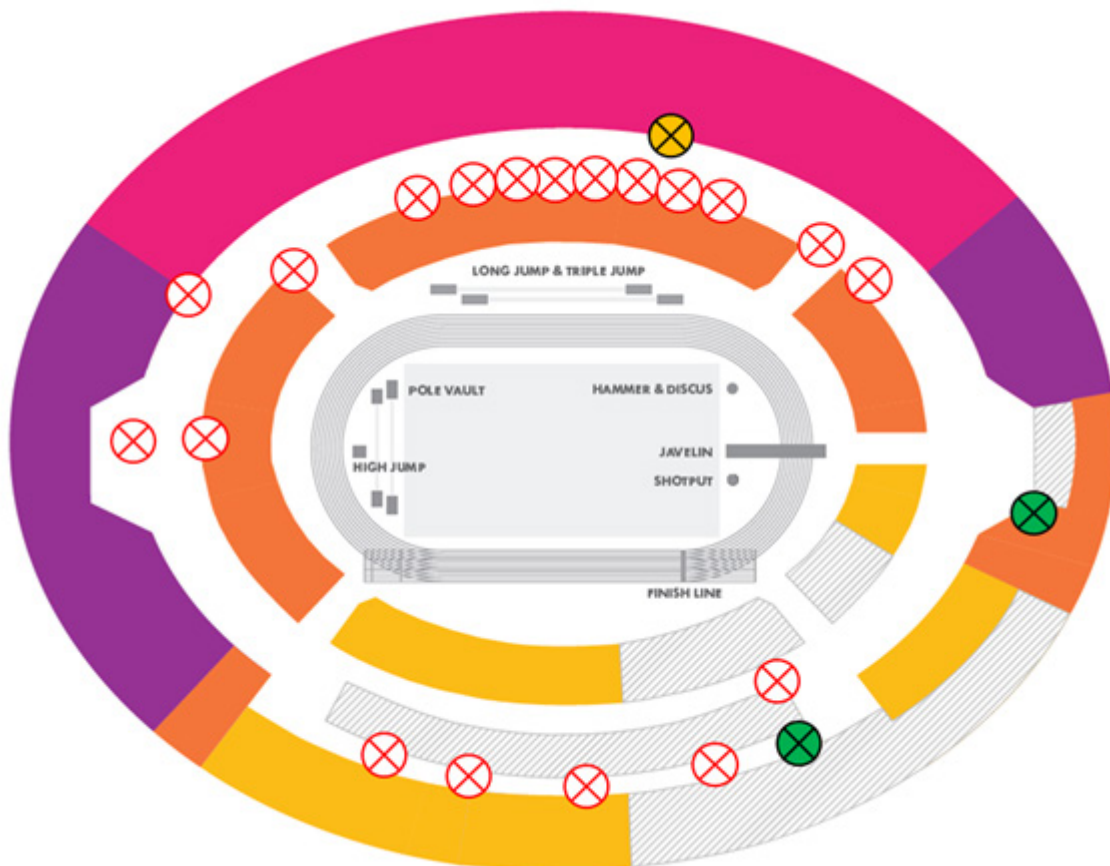 LONG JUMP & TRIPLE JUMP
POLE VAULT
HAMMER & DISCUS
JAVELIN
HIGH JUMP
SHOTPUT
FINISH LINE